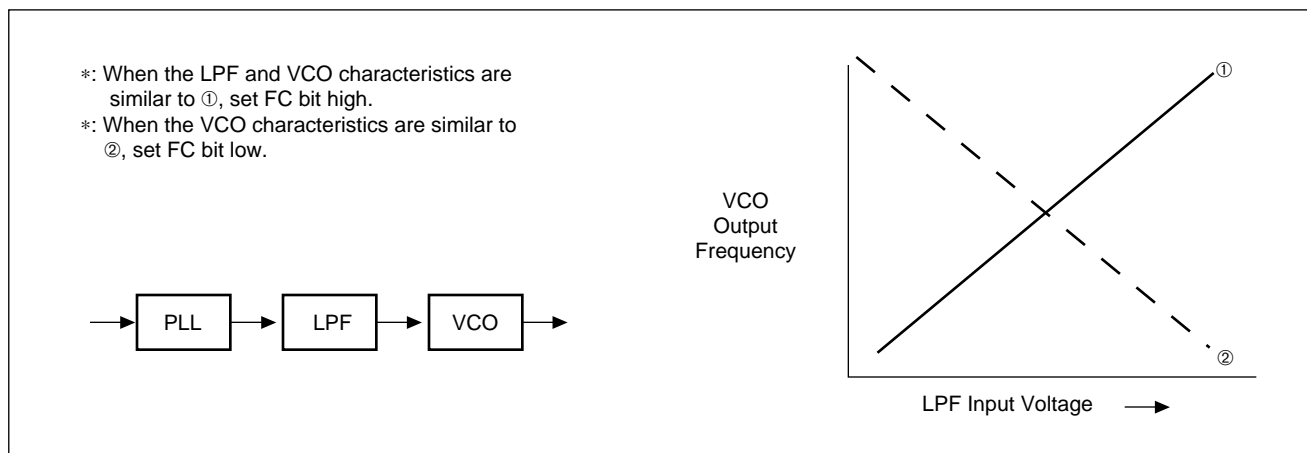 ∗: When the LPF and VCO characteristics are
similar to ①, set FC bit high.
∗: When the VCO characteristics are similar to
②, set FC bit low.
PLL
LPF
VCO
VCO
Output
Frequency
①
②
LPF Input Voltage